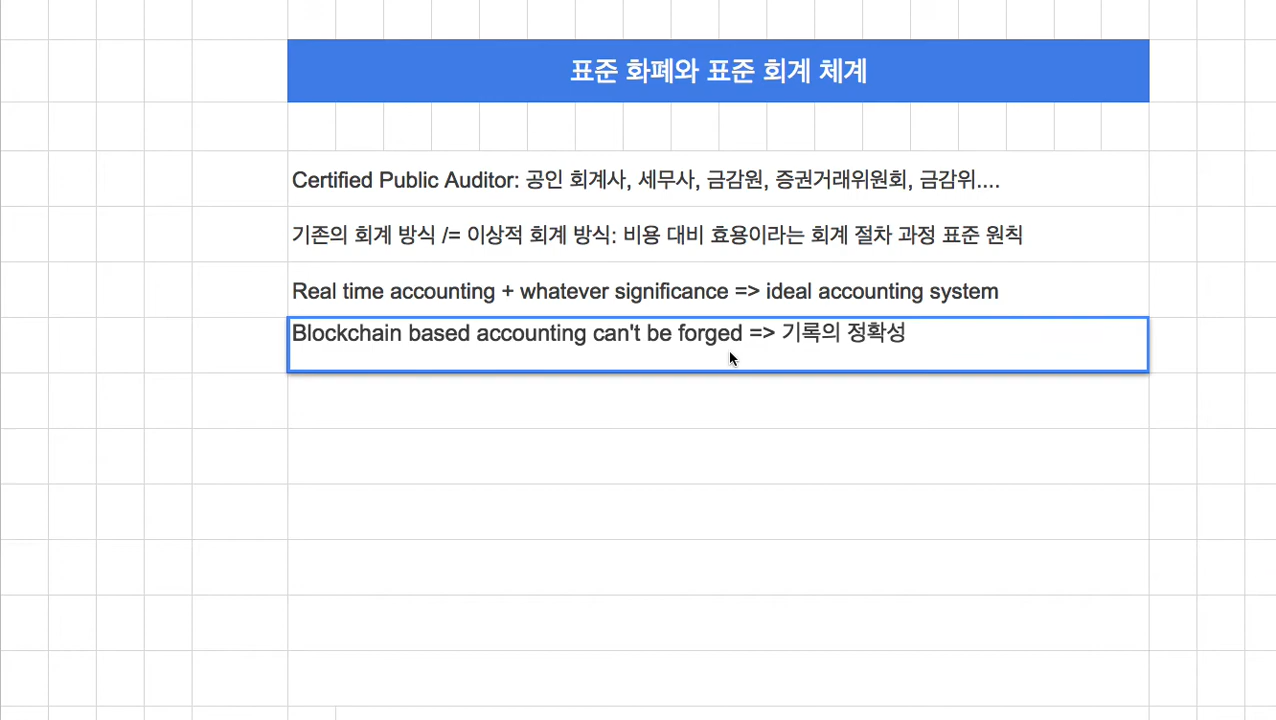 표준 화폐와 표준 회계 체계
Certified Public Auditor: 공인 회계사, 세무사, 금감원, 증권거래위원회, 금감위....
기존의 회계 방식 /= 이상적 회계 방식: 비용 대비 효용이라는 회계 절차 과정 표준 원칙
Real time accounting + whatever significance => ideal accounting system
Blockchain based accounting can't be forged => 기록의 정확성